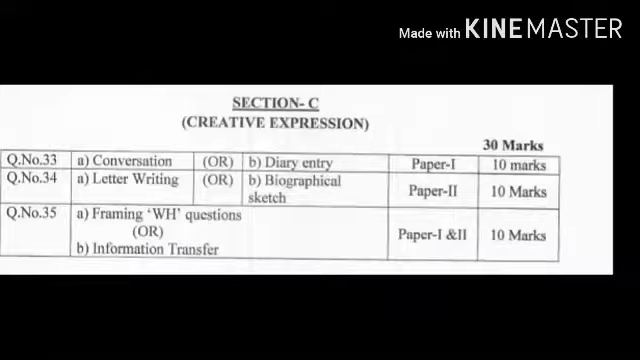 Made with KINEMASTER
SECTION- C
(CREATIVE EXPRESSION)
30 Marks
Q.No.33 a) Conversation (OR) b) Diary entry Paper-I 10 marks
Q.No.34 a) Letter Writing (OR) b) Biographical sketch Paper-II 10 Marks
Q.No.35 a) Framing ‘WH’ questions
(OR)
b) Information Transfer Paper-I &II 10 Marks